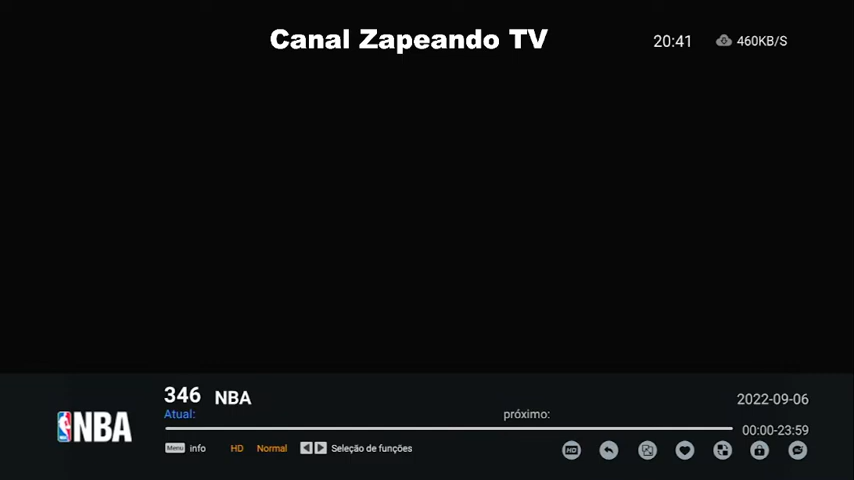 Canal Zapeando TV
20:41
460KB/S
346 NBA
2022-09-06
Atual:
próximo:
NBA
00:00-23:59
Menu info HD Normal Seleção de funções
HD